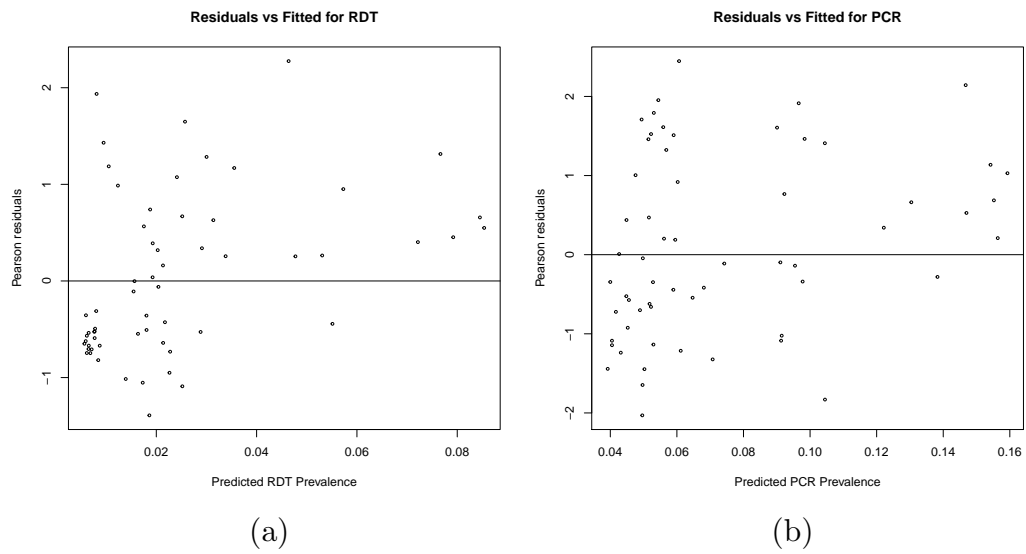 Residuals vs Fitted for RDT
Pearson residuals
2
1
0
−1
0.02 0.04 0.06 0.08
Predicted RDT Prevalence
(a)
Residuals vs Fitted for PCR
Pearson residuals
2
1
0
−1
−2
0.04 0.06 0.08 0.10 0.12 0.14 0.16
Predicted PCR Prevalence
(b)